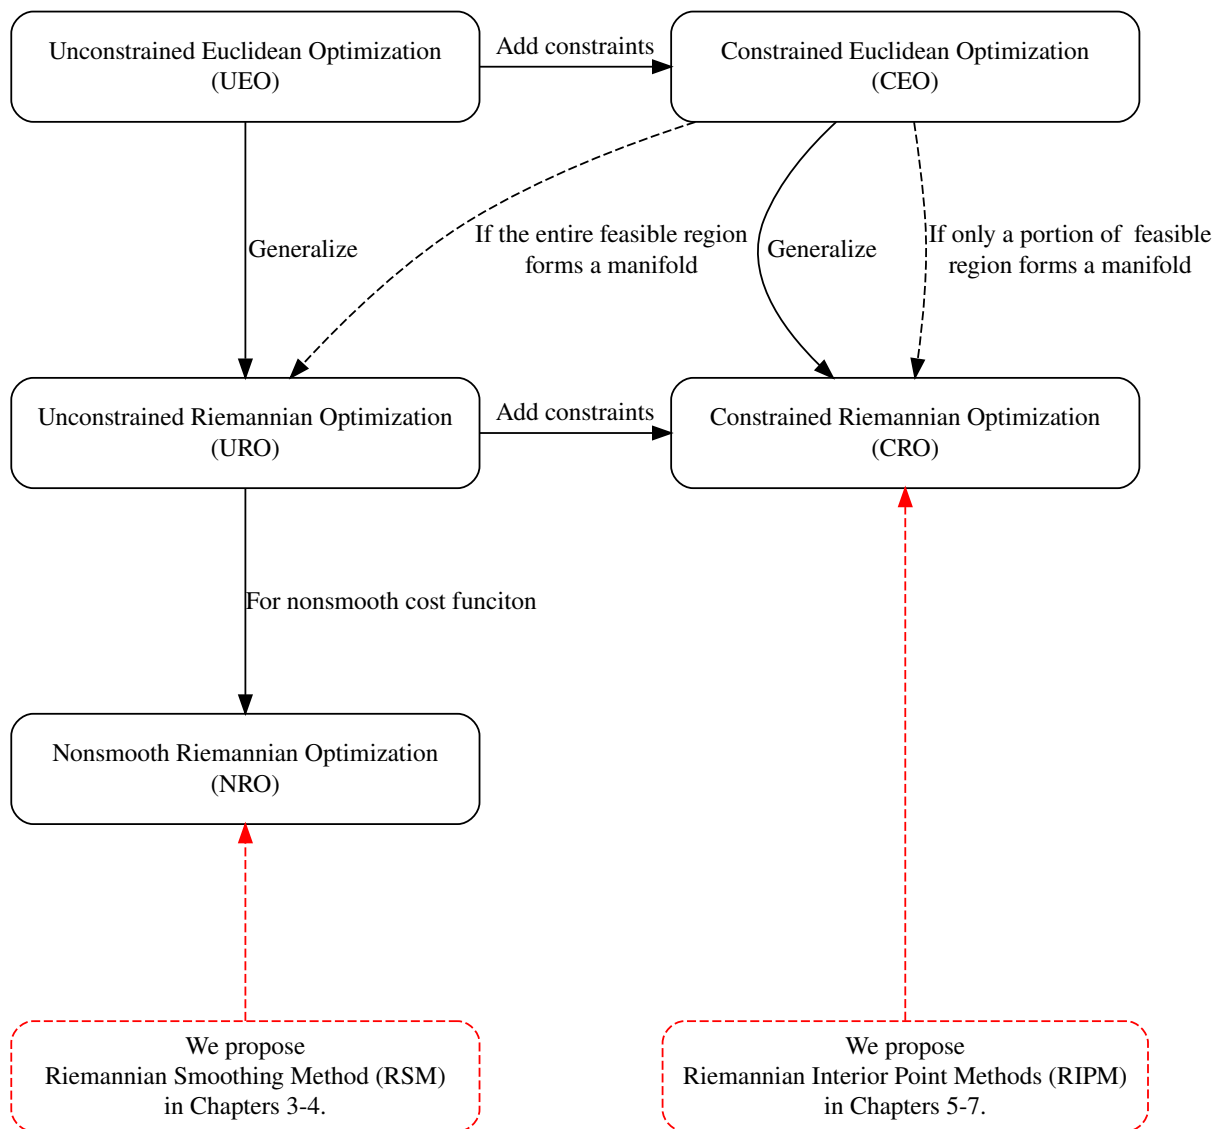 Unconstrained Euclidean Optimization
(UEO)
Add constraints
Constrained Euclidean Optimization
(CEO)
Generalize
If the entire feasible region
forms a manifold
Generalize
If only a portion of  feasible
region forms a manifold
Unconstrained Riemannian Optimization
(URO)
Add constraints
Constrained Riemannian Optimization
(CRO)
For nonsmooth cost funciton
Nonsmooth Riemannian Optimization
(NRO)
We propose
Riemannian Smoothing Method (RSM)
in Chapters 3-4.
We propose
Riemannian Interior Point Methods (RIPM)
in Chapters 5-7.